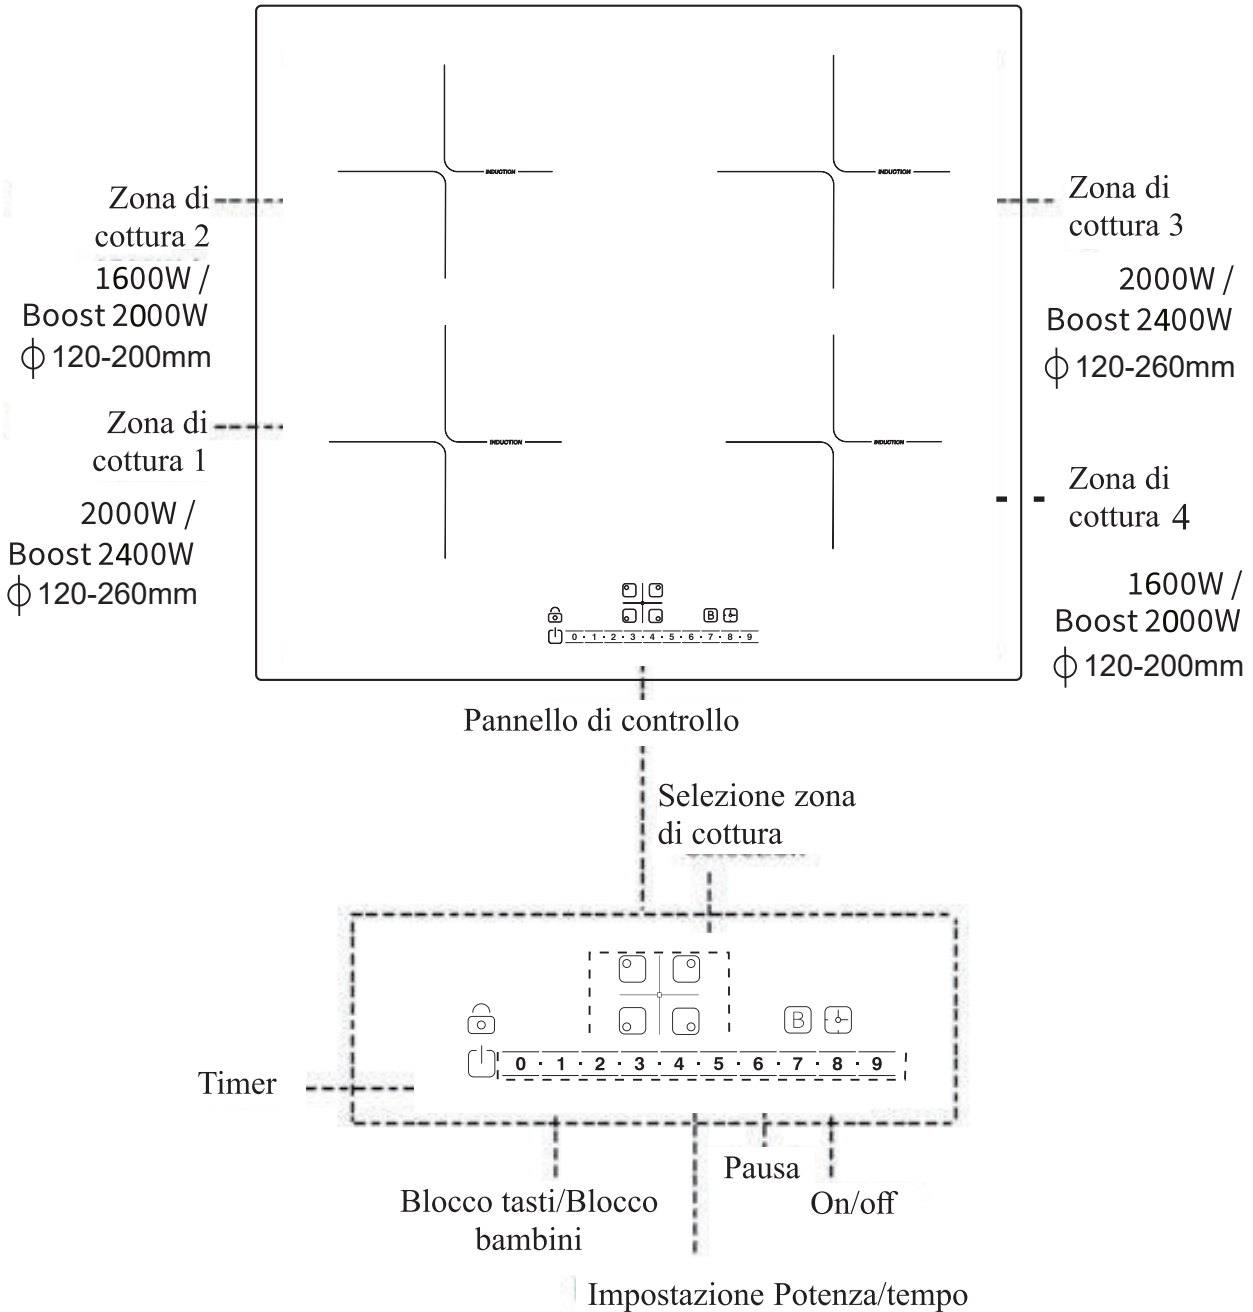 INDUCTION
INDUCTION
Zona di
cottura 2
1600W /
Boost 2000W
ϕ 120-200mm
Zona di
cottura 3
2000W /
Boost 2400W
ϕ 120-260mm
Zona di
cottura 1
2000W /
Boost 2400W
ϕ 120-260mm
INDUCTION
INDUCTION
Zona di
cottura 4
1600W /
Boost 2000W
ϕ 120-200mm
B
0 · 1 · 2 · 3 · 4 · 5 · 6 · 7 · 8 · 9
Pannello di controllo
Selezione zona
di cottura
B
0 · 1 · 2 · 3 · 4 · 5 · 6 · 7 · 8 · 9
Timer
Pausa
Blocco tasti/Blocco
bambini
On/off
Impostazione Potenza/tempo